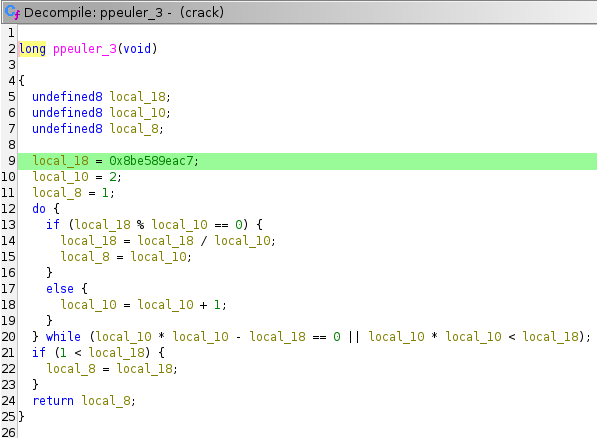 Decompile: ppeuler_3 - (crack)
1
2 long ppeuler_3(void)
3
4 {
5 undefined8 local_18;
6 undefined8 local_10;
7 undefined8 local_8;
8
9 local_18 = 0x8be589eac7;
10 local_10 = 2;
11 local_8 = 1;
12 do {
13 if (local_18 % local_10 == 0) {
14 local_18 = local_18 / local_10;
15 local_8 = local_10;
16 }
17 else {
18 local_10 = local_10 + 1;
19 }
20 } while (local_10 * local_10 - local_18 == 0 || local_10 * local_10 < local_18);
21 if (1 < local_18) {
22 local_8 = local_18;
23 }
24 return local_8;
25 }
26